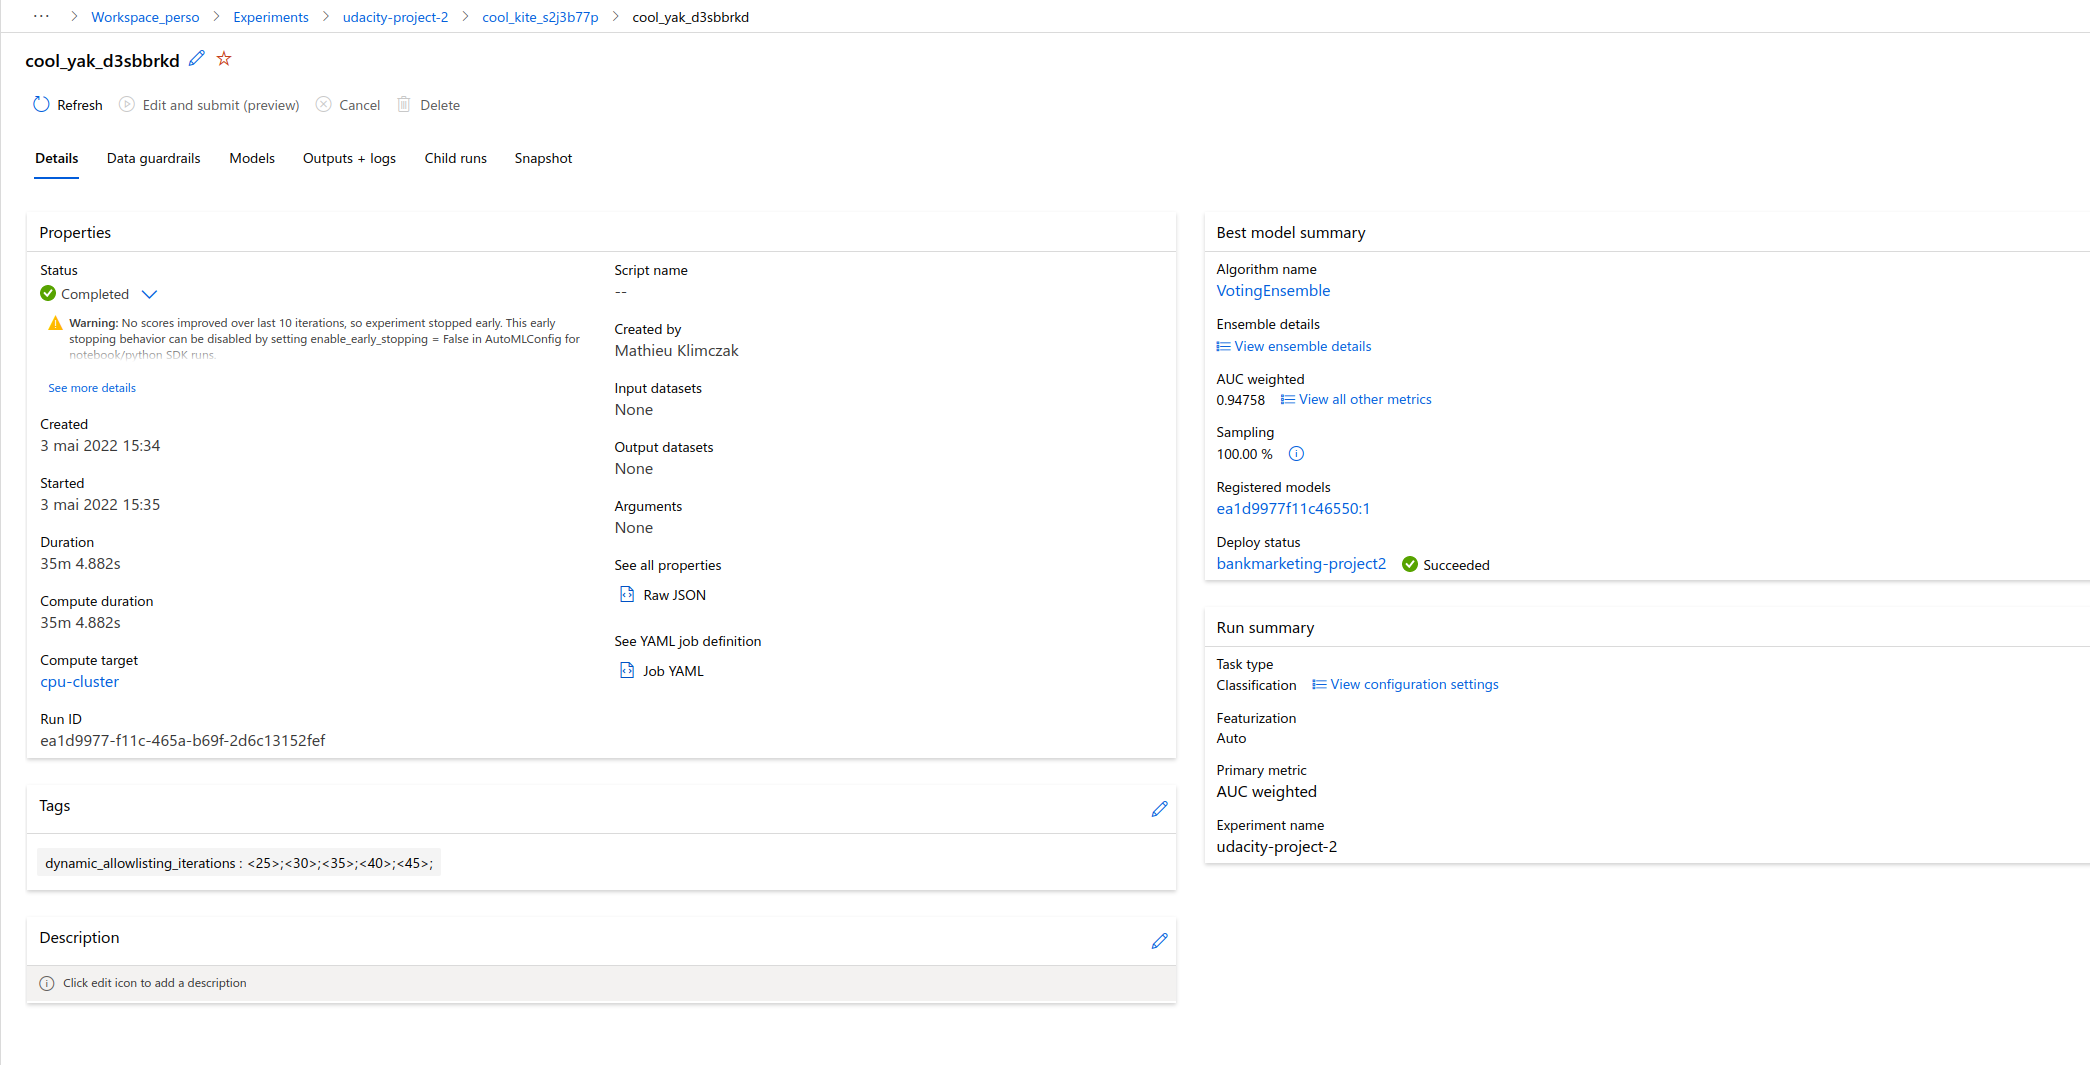 ··· > Workspace_perso > Experiments > udacity-project-2 > cool_kite_s2j3b77p > cool_yak_d3sbbrkd
cool_yak_d3sbbrkd
Refresh Edit and submit (preview) Cancel Delete
Details Data guardrails Models Outputs + logs Child runs Snapshot
Properties
Status
Completed
Warning: No scores improved over last 10 iterations, so experiment stopped early. This early
stopping behavior can be disabled by setting enable_early_stopping = False in AutoMLConfig for
notebook/python SDK runs.
See more details
Created
3 mai 2022 15:34
Started
3 mai 2022 15:35
Duration
35m 4.882s
Compute duration
35m 4.882s
Compute target
cpu-cluster
Run ID
ea1d9977-f11c-465a-b69f-2d6c13152fef
Script name
--
Created by
Mathieu Klimczak
Input datasets
None
Output datasets
None
Arguments
None
See all properties
Raw JSON
See YAML job definition
Job YAML
Tags
dynamic_allowlisting_iterations : <25>;<30>;<35>;<40>;<45>;
Description
Click edit icon to add a description
Best model summary
Algorithm name
VotingEnsemble
Ensemble details
View ensemble details
AUC weighted
0.94758 View all other metrics
Sampling
100.00 %
Registered models
ea1d9977f11c46550:1
Deploy status
bankmarketing-project2 Succeeded
Run summary
Task type
Classification View configuration settings
Featurization
Auto
Primary metric
AUC weighted
Experiment name
udacity-project-2